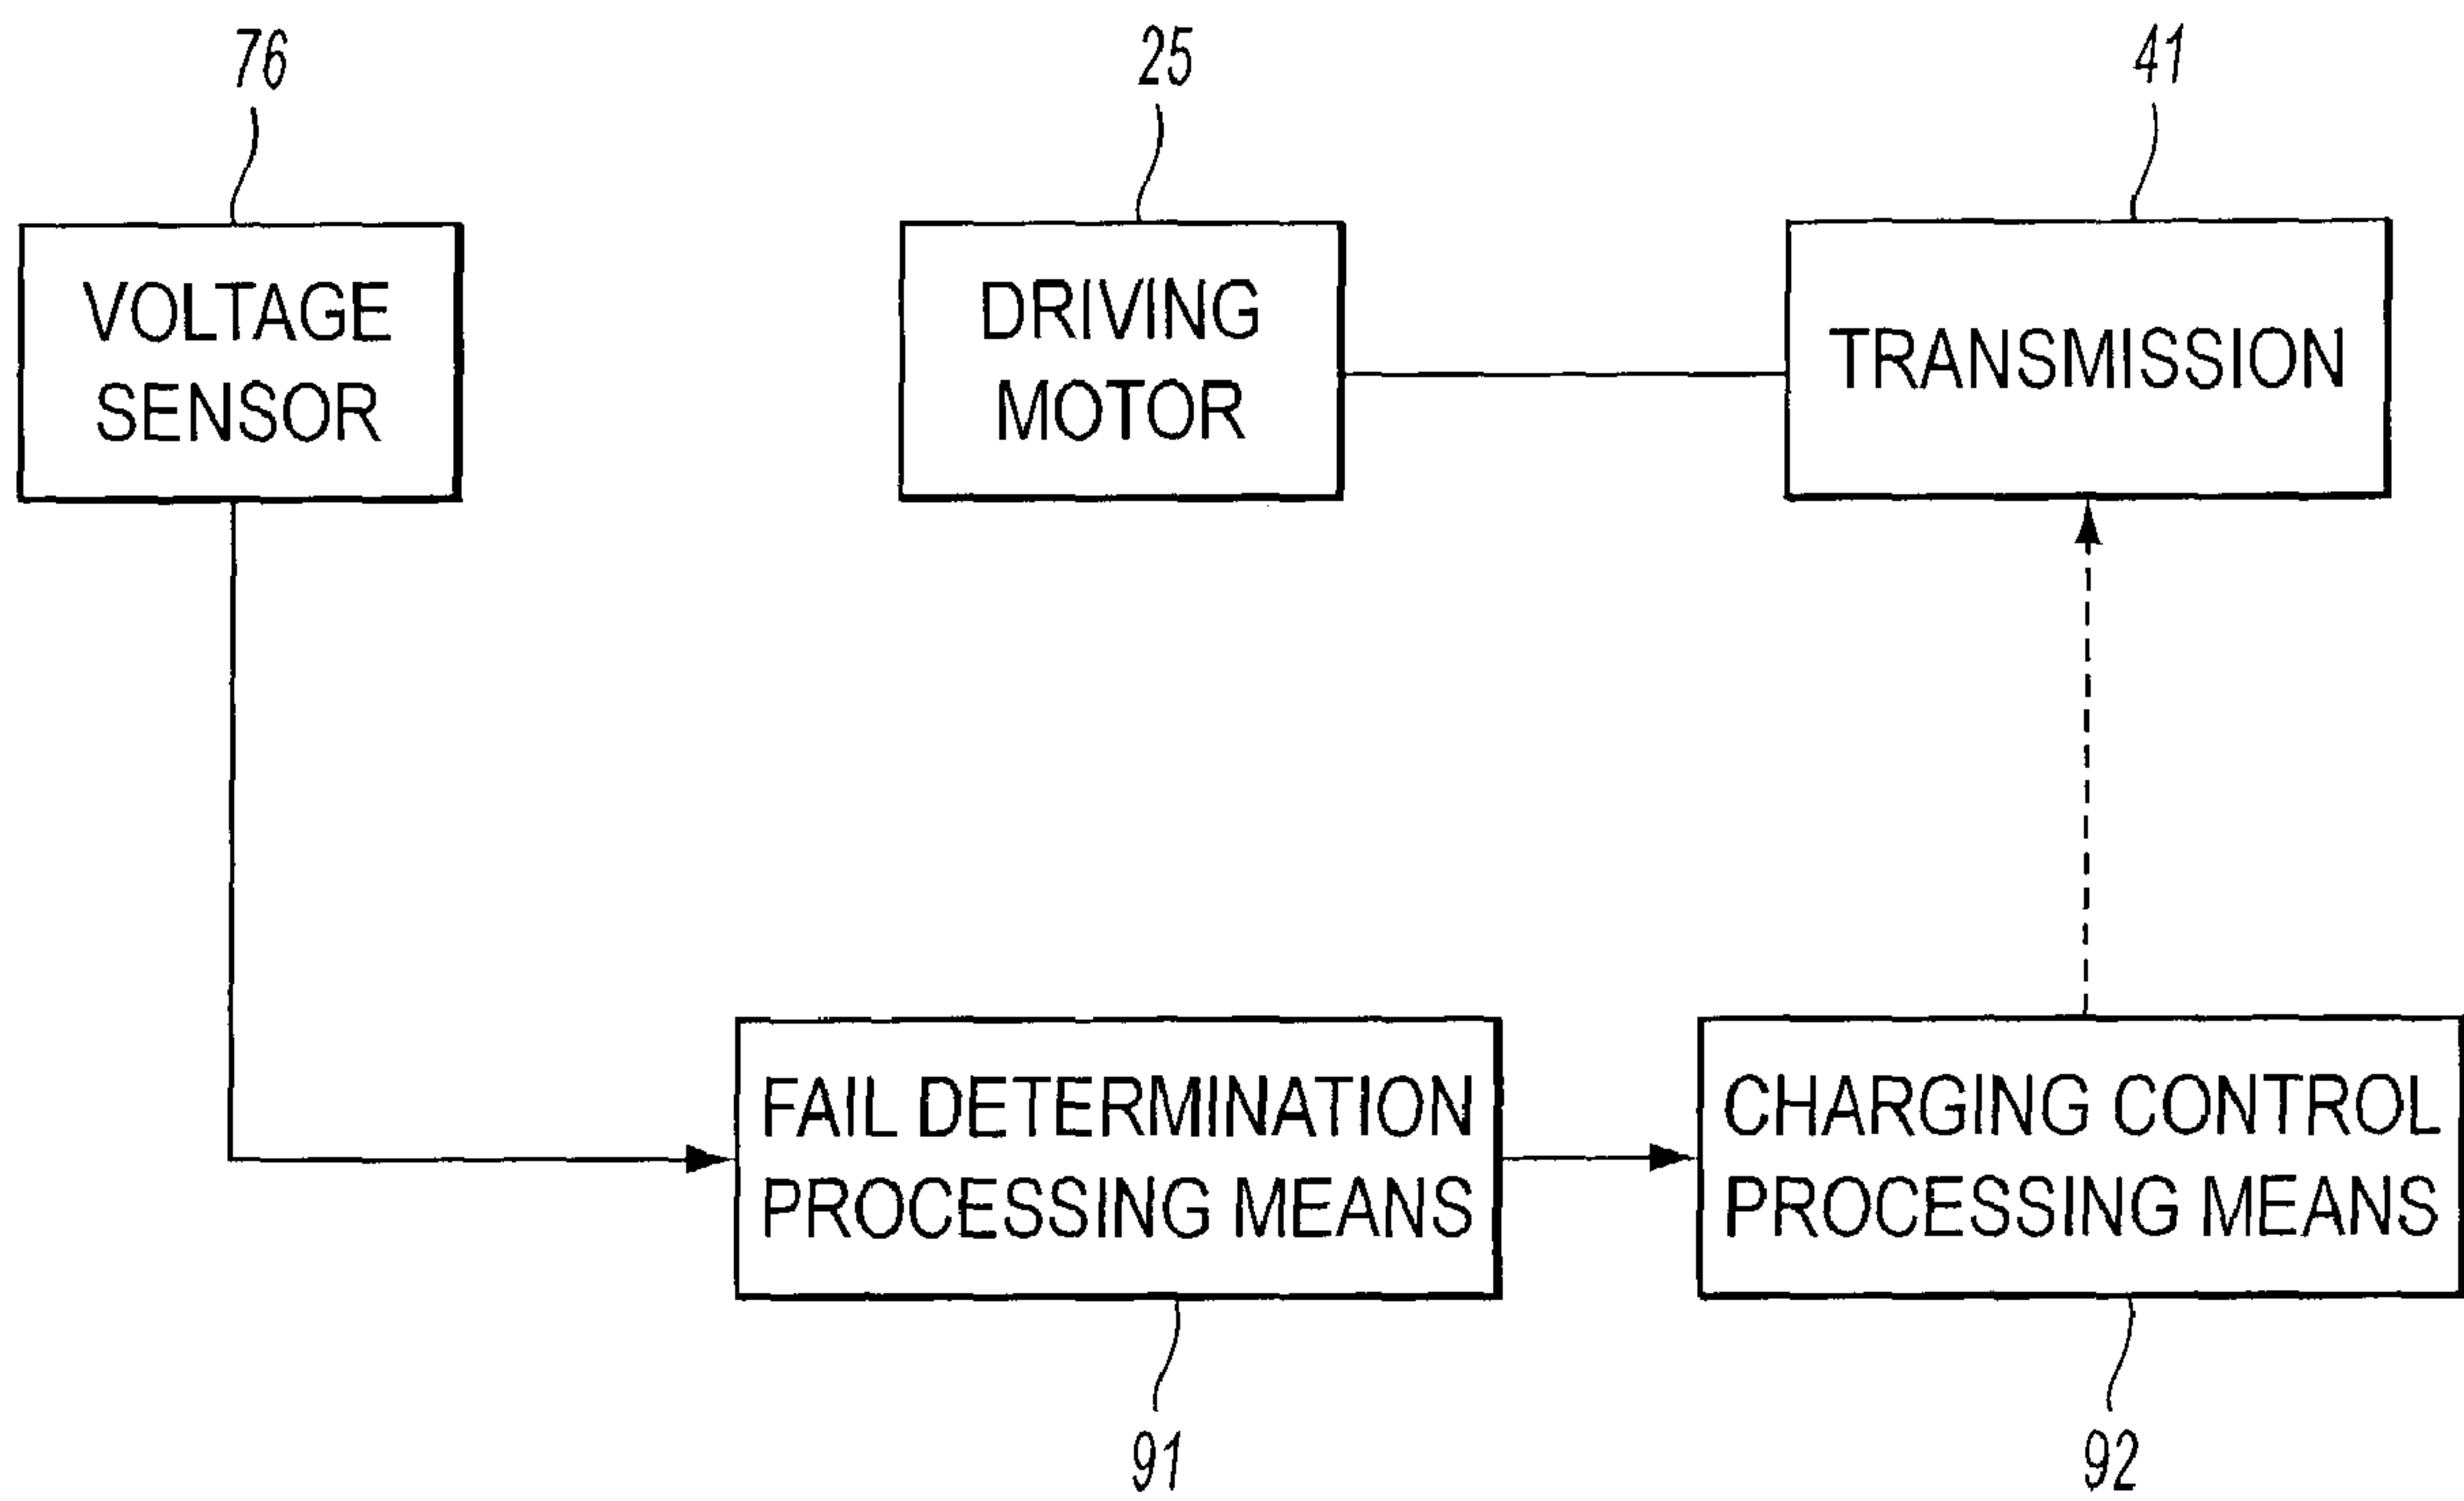 76
25
41
VOLTAGE
SENSOR
DRIVING
MOTOR
TRANSMISSION
FAIL DETERMINATION
PROCESSING MEANS
CHARGING CONTROL
PROCESSING MEANS
91
92